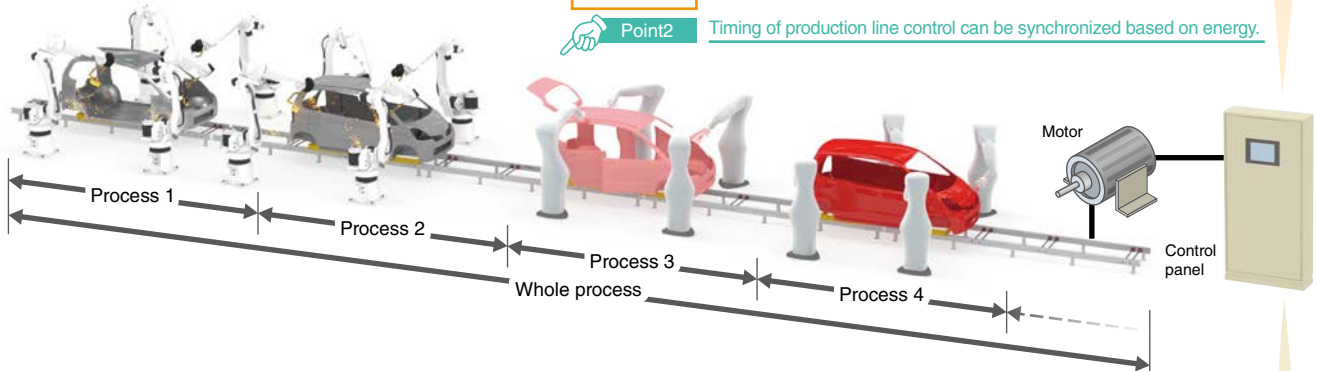 Point2
Timing of production line control can be synchronized based on energy.
Motor
Control
panel
Process 1
Process 2
Process 3
Process 4
Whole process